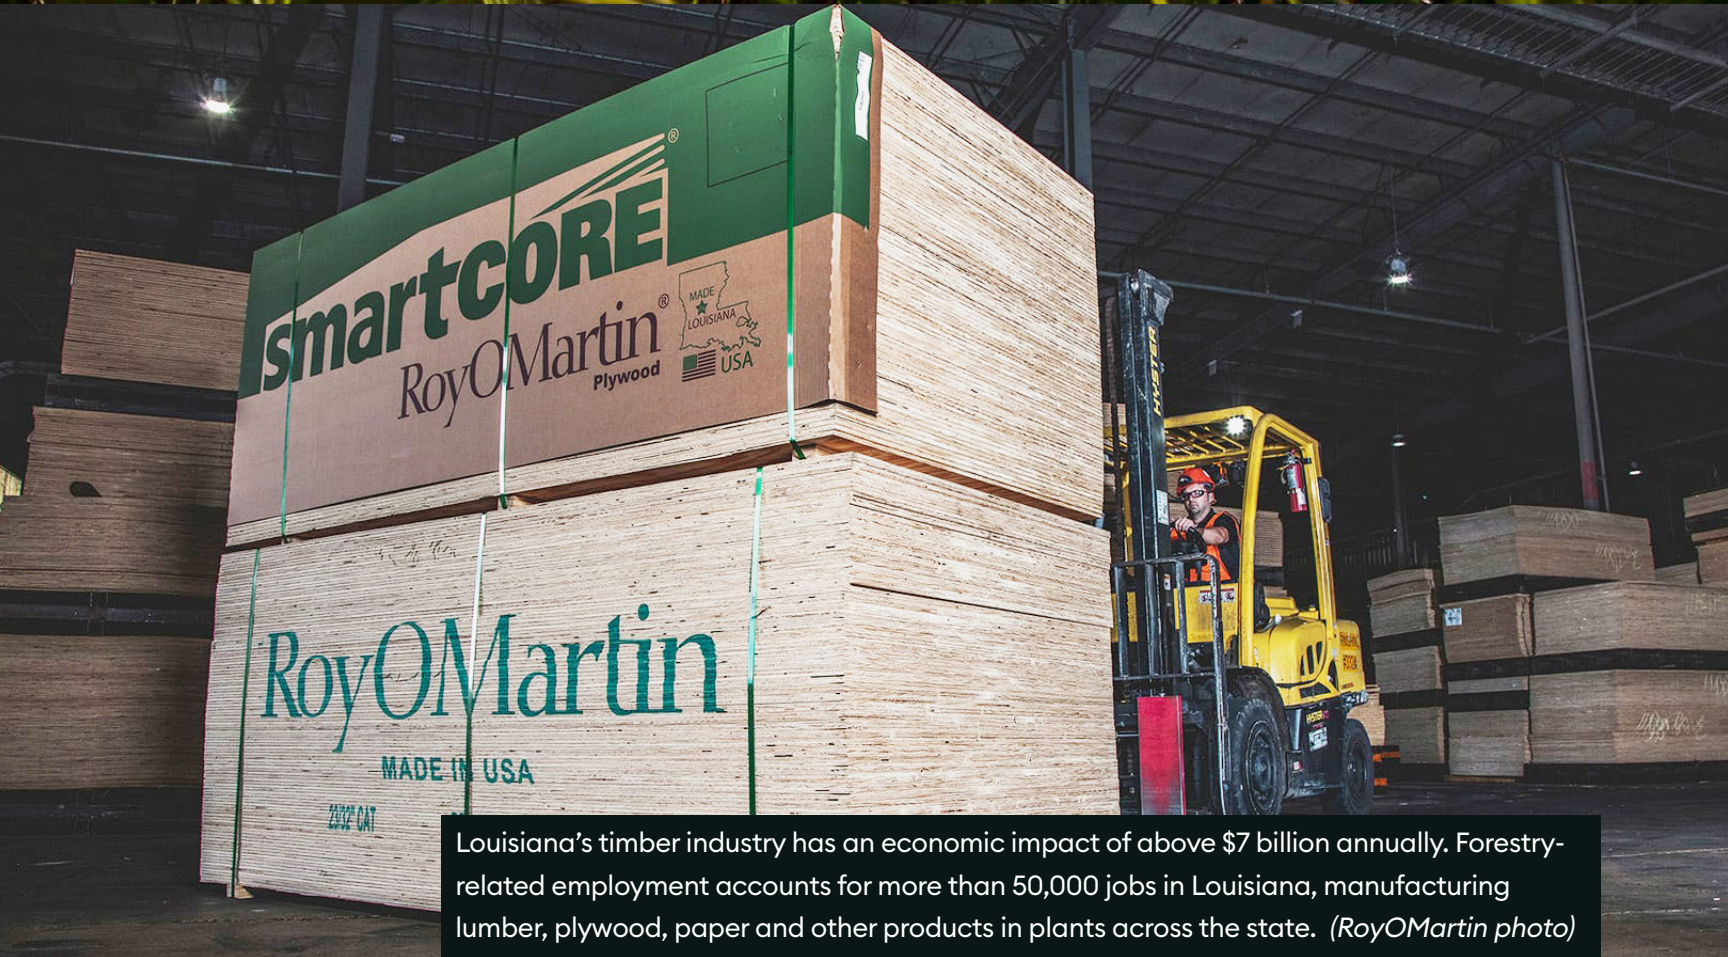 smartCORE®
RoyOMartin®
Plywood
MADE
LOUISIANA
USA
HYSTER
RoyOMartin
MADE IN USA
23/32" CAT
HYSTER
Louisiana’s timber industry has an economic impact of above $7 billion annually. Forestry-
related employment accounts for more than 50,000 jobs in Louisiana, manufacturing
lumber, plywood, paper and other products in plants across the state. (RoyOMartin photo)